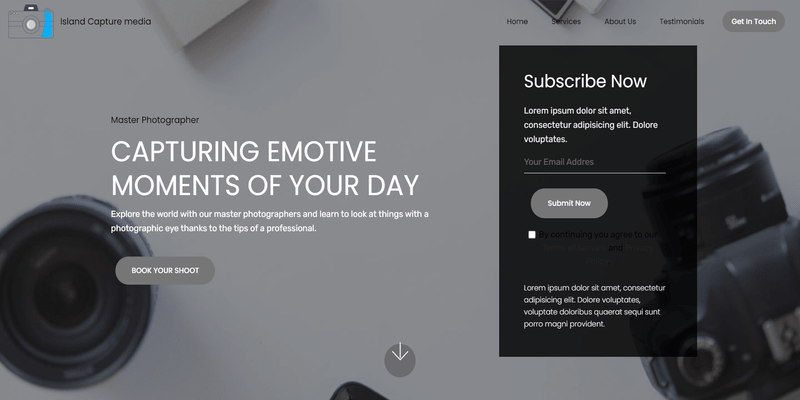 Island Capture media
Home
Services
About Us
Testimonials
Get In Touch
Master Photographer
CAPTURING EMOTIVE
MOMENTS OF YOUR DAY
Explore the world with our master photographers and learn to look at things with a
photographic eye thanks to the tips of a professional.
BOOK YOUR SHOOT
Subscribe Now
Lorem ipsum dolor sit amet,
consectetur adipisicing elit. Dolore
voluptates.
Your Email Addres
Submit Now
By continuing you agree to our
and
Lorem ipsum dolor sit amet, consectetur
adipisicing elit. Dolore voluptates,
voluptate doloribus quaerat sequi sunt
porro magni provident.